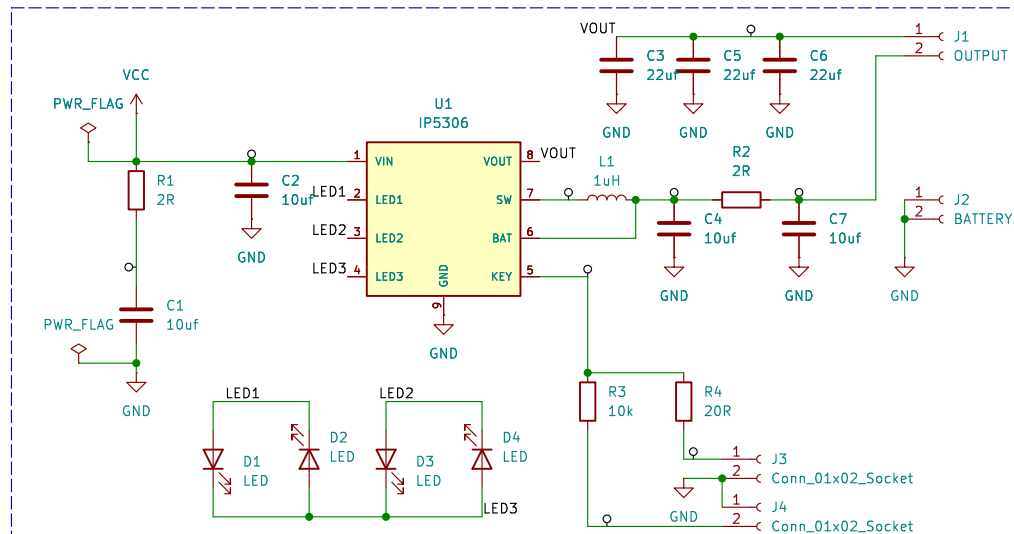 VOUT
1
J1
2
OUTPUT
C3
22uf
C5
22uf
C6
22uf
GND
GND
GND
VCC
PWR_FLAG
U1
IP5306
1
VIN
VOUT
8
VOUT
R1
2R
C2
10uf
LED1
2
LED1
SW
7
L1
1uH
R2
2R
1
J2
2
BATTERY
LED2
3
LED2
BAT
6
C4
10uf
C7
10uf
GND
LED3
4
LED3
GND
KEY
5
GND
GND
GND
9
C1
10uf
PWR_FLAG
GND
GND
LED1
LED2
R3
10k
R4
20R
D1
LED
D2
LED
D3
LED
D4
LED
1
J3
2
Conn_01x02_Socket
LED3
GND
1
J4
2
Conn_01x02_Socket